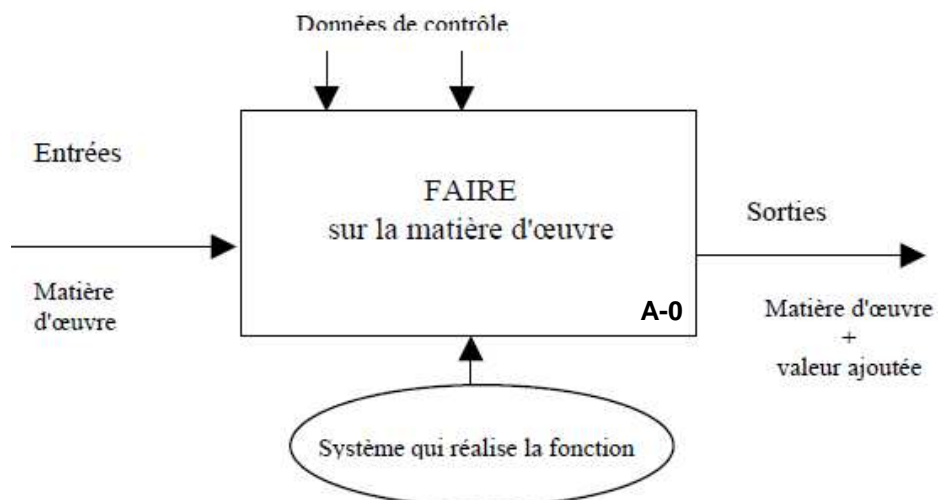 Données de contrôle
Entrées
FAIRE
sur la matière d'œuvre
Sorties
Matière
d'œuvre
A-0
Matière d'œuvre
+
valeur ajoutée
Système qui réalise la fonction